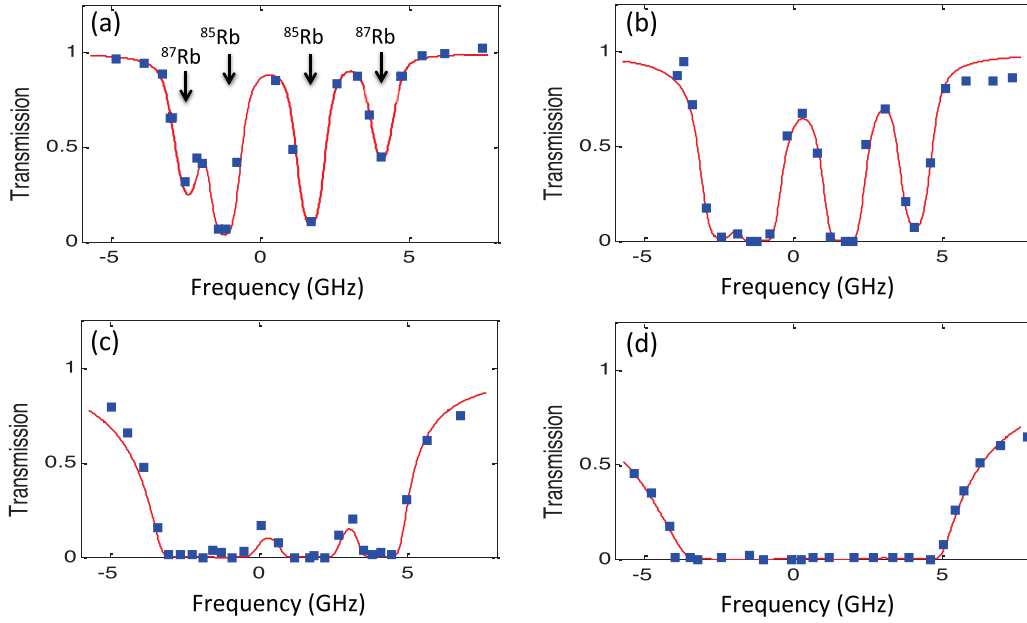 (a)
⁸⁷Rb
⁸⁵Rb
⁸⁵Rb
⁸⁷Rb
1
0.5
0
Transmission
-5
0
5
Frequency (GHz)
(b)
1
0.5
0
Transmission
-5
0
5
Frequency (GHz)
(c)
1
0.5
0
Transmission
-5
0
5
Frequency (GHz)
(d)
1
0.5
0
Transmission
-5
0
5
Frequency (GHz)